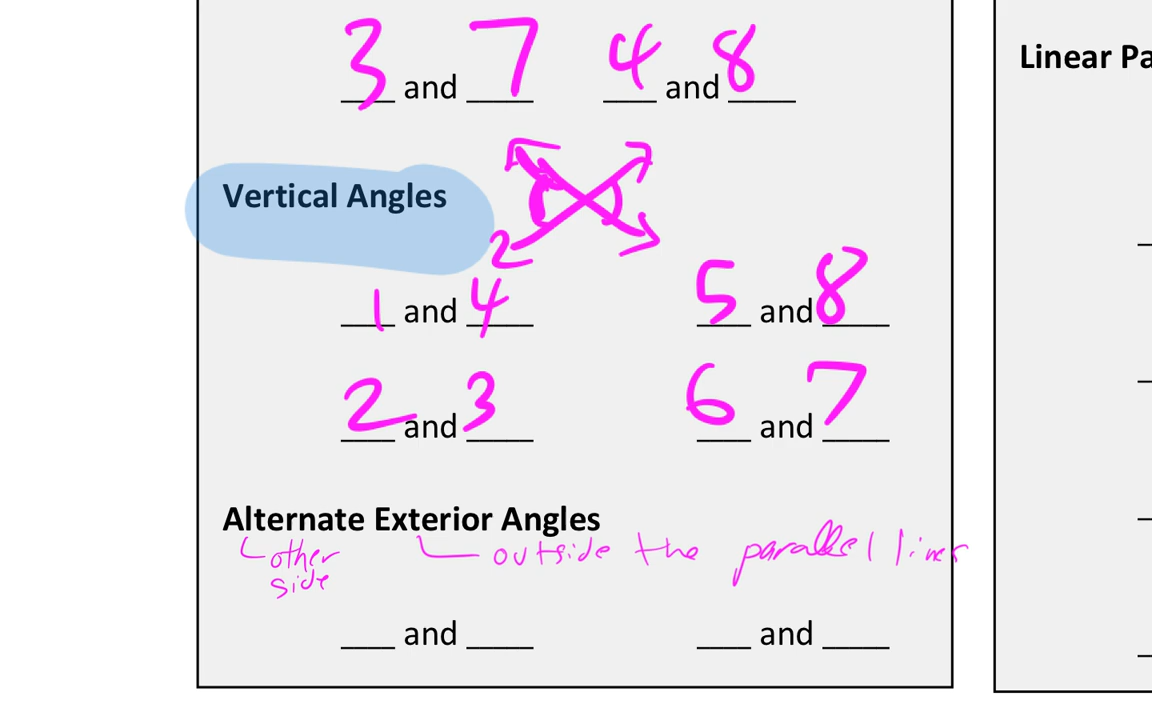 3 and 7 4 and 8
Linear Pa
Vertical Angles
2
1 and 4 5 and 8
2 and 3 6 and 7
Alternate Exterior Angles
other outside the parallel lines
side
___ and ____ ___ and ____